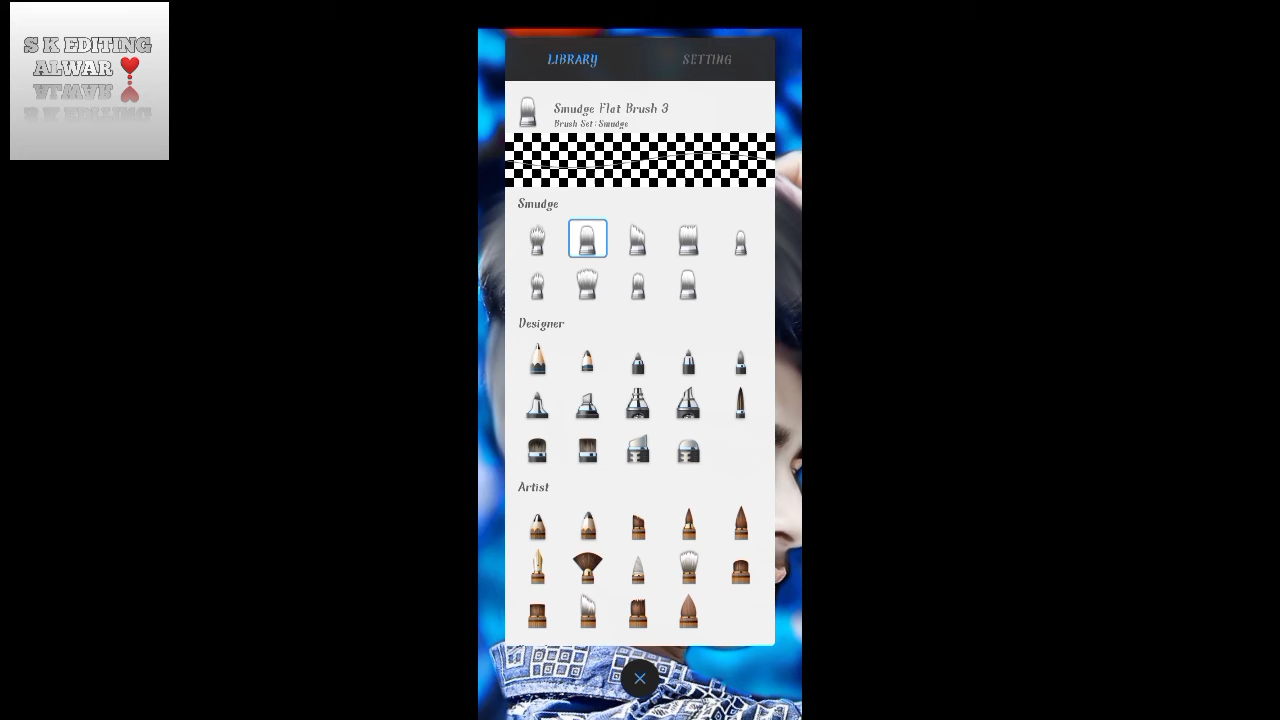 S K EDITING
ALWAR
LIBRARY
SETTING
Smudge Flat Brush 3
Brush Set : Smudge
Smudge
Designer
Artist